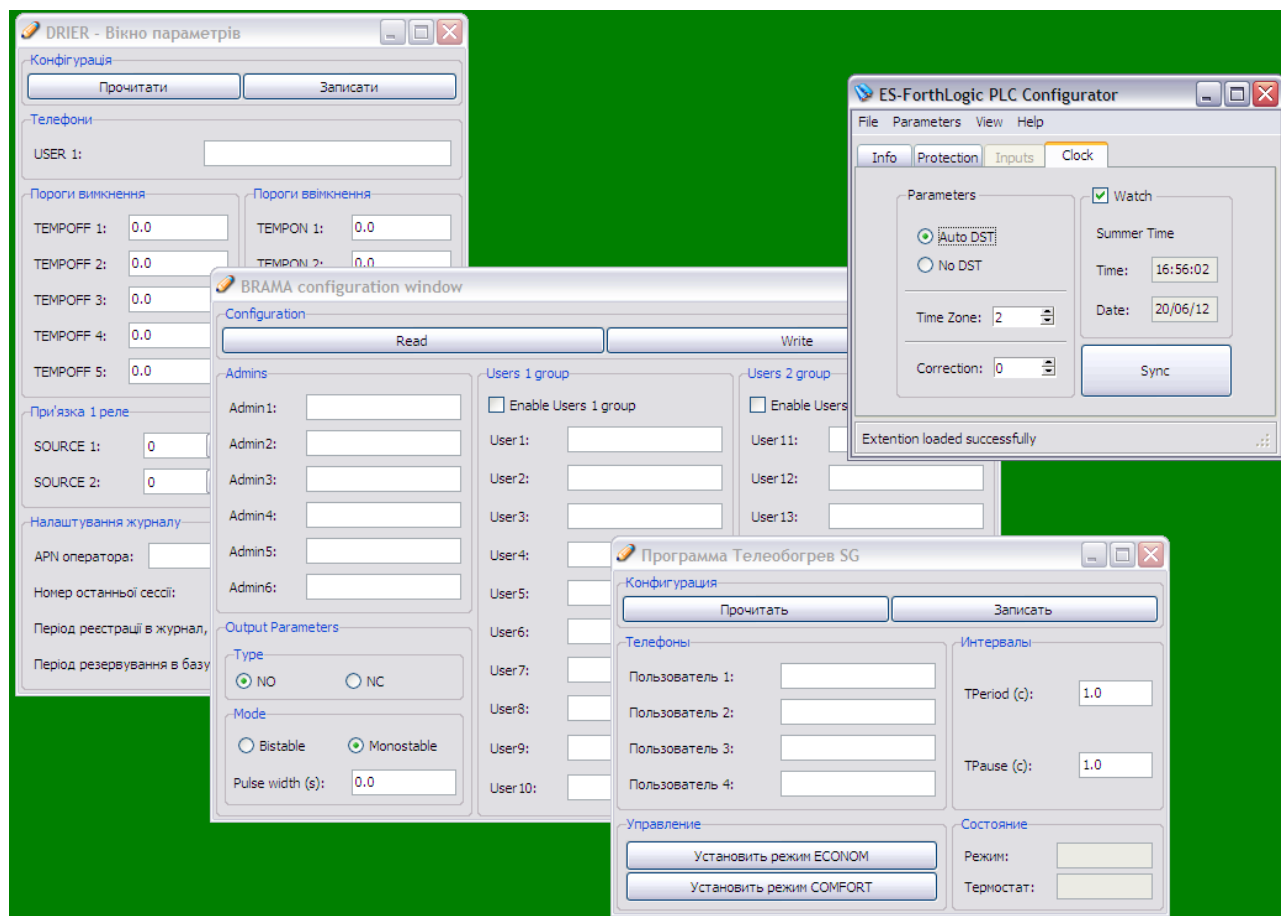 DRIER - Вікно параметрів
Конфігурація
Прочитати
Записати
Телефони
USER 1:
Пороги вимкнення
Пороги ввімкнення
TEMPOFF 1:
0.0
TEMPON 1:
0.0
TEMPOFF 2:
0.0
TEMPON 2:
0.0
TEMPOFF 3:
0.0
TEMPOFF 4:
0.0
TEMPOFF 5:
0.0
При'язка 1 реле
SOURCE 1:
0
SOURCE 2:
0
Налаштування журналу
APN оператора:
Номер останньої сессії:
Період реєстрації в журнал,
Період резервування в базу
BRAMA configuration window
Configuration
Read
Write
Admins
Admin1:
Admin2:
Admin3:
Admin4:
Admin5:
Admin6:
Output Parameters
Type
NO
NC
Mode
Bistable
Monostable
Pulse width (s):
0.0
Users 1 group
Enable Users 1 group
User1:
User2:
User3:
User4:
User5:
User6:
User7:
User8:
User9:
User10:
Users 2 group
Enable Users
User11:
User12:
User13:
ES-ForthLogic PLC Configurator
File Parameters View Help
Info Protection Inputs Clock
Parameters
Auto DST
No DST
Time Zone: 2
Correction: 0
Watch
Summer Time
Time: 16:56:02
Date: 20/06/12
Sync
Extention loaded successfully
Программа Телеобогрев SG
Конфигурация
Прочитать
Записать
Телефоны
Пользователь 1:
Пользователь 2:
Пользователь 3:
Пользователь 4:
Интервалы
TPeriod (c): 1.0
TPause (c): 1.0
Управление
Установить режим ECONOM
Установить режим COMFORT
Состояние
Режим:
Термостат: